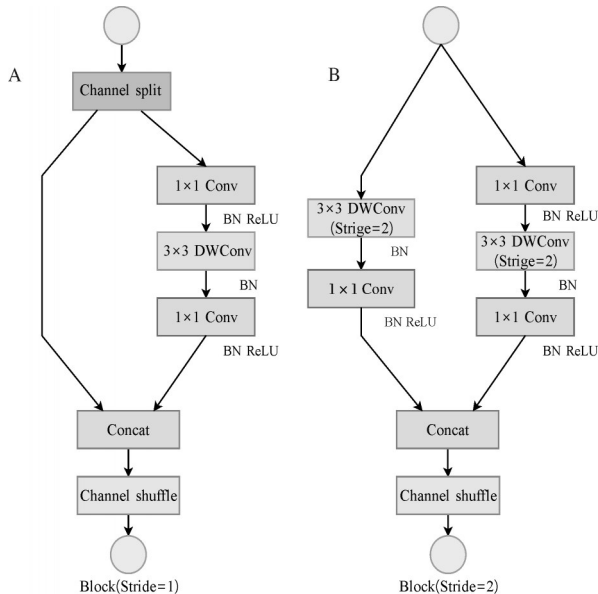 A
Channel split
1×1 Conv
BN ReLU
3×3 DWConv
BN
1×1 Conv
BN ReLU
Concat
Channel shuffle
Block(Stride=1)
B
3×3 DWConv
(Strige=2)
BN
1×1 Conv
BN ReLU
1×1 Conv
BN ReLU
3×3 DWConv
(Strige=2)
BN
1×1 Conv
BN ReLU
Concat
Channel shuffle
Block(Stride=2)